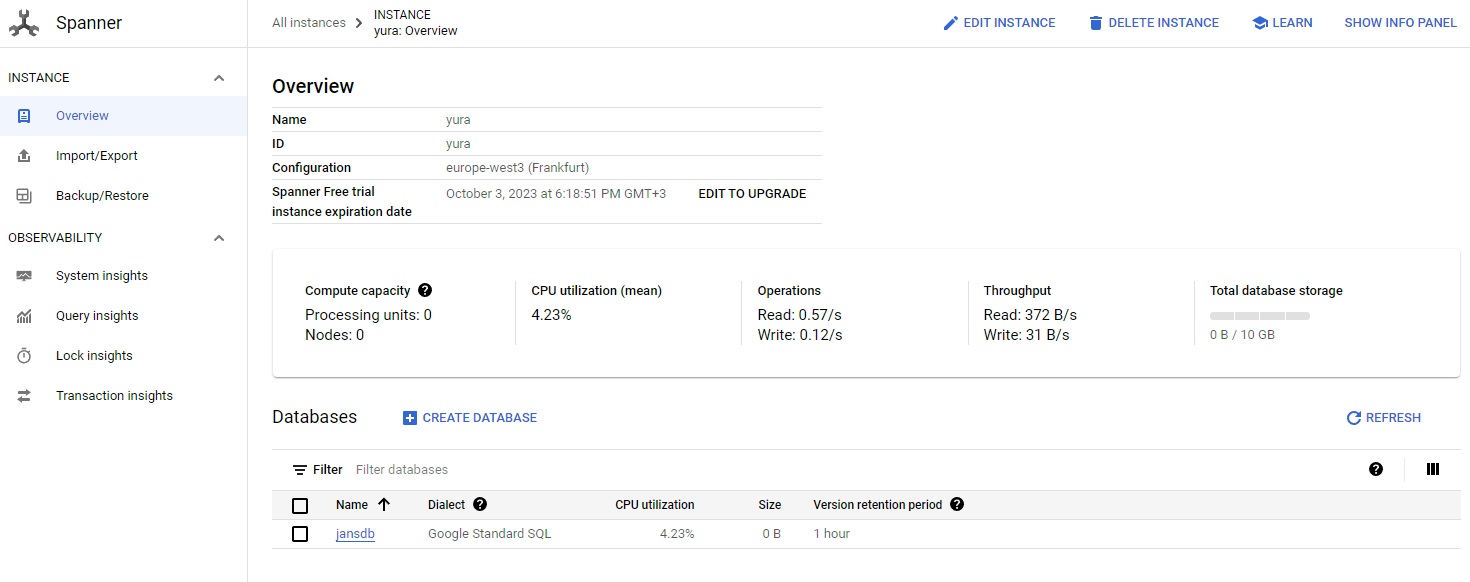 Spanner
All instances
INSTANCE
yura: Overview
EDIT INSTANCE
DELETE INSTANCE
LEARN
SHOW INFO PANEL
INSTANCE
Overview
Import/Export
Backup/Restore
OBSERVABILITY
System insights
Query insights
Lock insights
Transaction insights
Overview
Name yura
ID yura
Configuration europe-west3 (Frankfurt)
Spanner Free trial
instance expiration date
October 3, 2023 at 6:18:51 PM GMT+3
EDIT TO UPGRADE
Compute capacity
Processing units: 0
Nodes: 0
CPU utilization (mean)
4.23%
Operations
Read: 0.57/s
Write: 0.12/s
Throughput
Read: 372 B/s
Write: 31 B/s
Total database storage
0 B / 10 GB
Databases
CREATE DATABASE
REFRESH
Filter Filter databases
Name Dialect CPU utilization Size Version retention period
jansdb Google Standard SQL 4.23% 0 B 1 hour